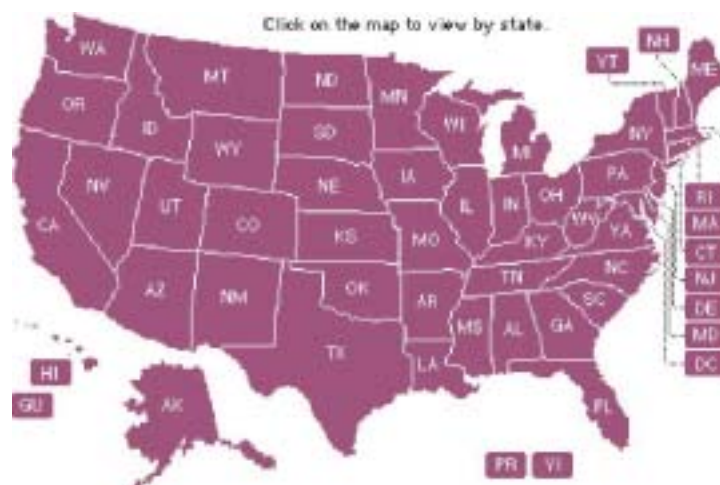 Click on the map to view by state.
NH
VT
WA
ME
MT
ND
MN
OR
ID
SD
WI
NY
WY
MI
IA
PA
NE
NV
OH
RI
IL
IN
UT
CO
CA
WV
VA
MA
KS
MO
KY
CT
NC
TN
NJ
AZ
NM
OK
AR
SC
DE
MS
AL
GA
MD
TX
LA
DC
HI
GU
AK
FL
PR
VI